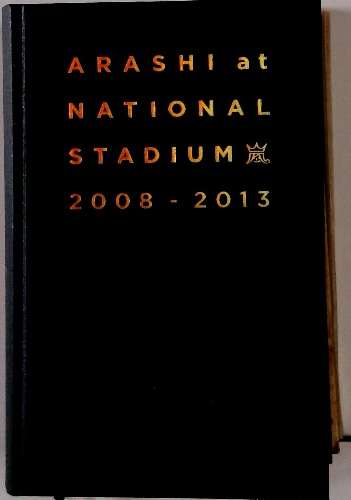 ARASHI at
NATIONAL
STADIUM 嵐
2008 - 2013